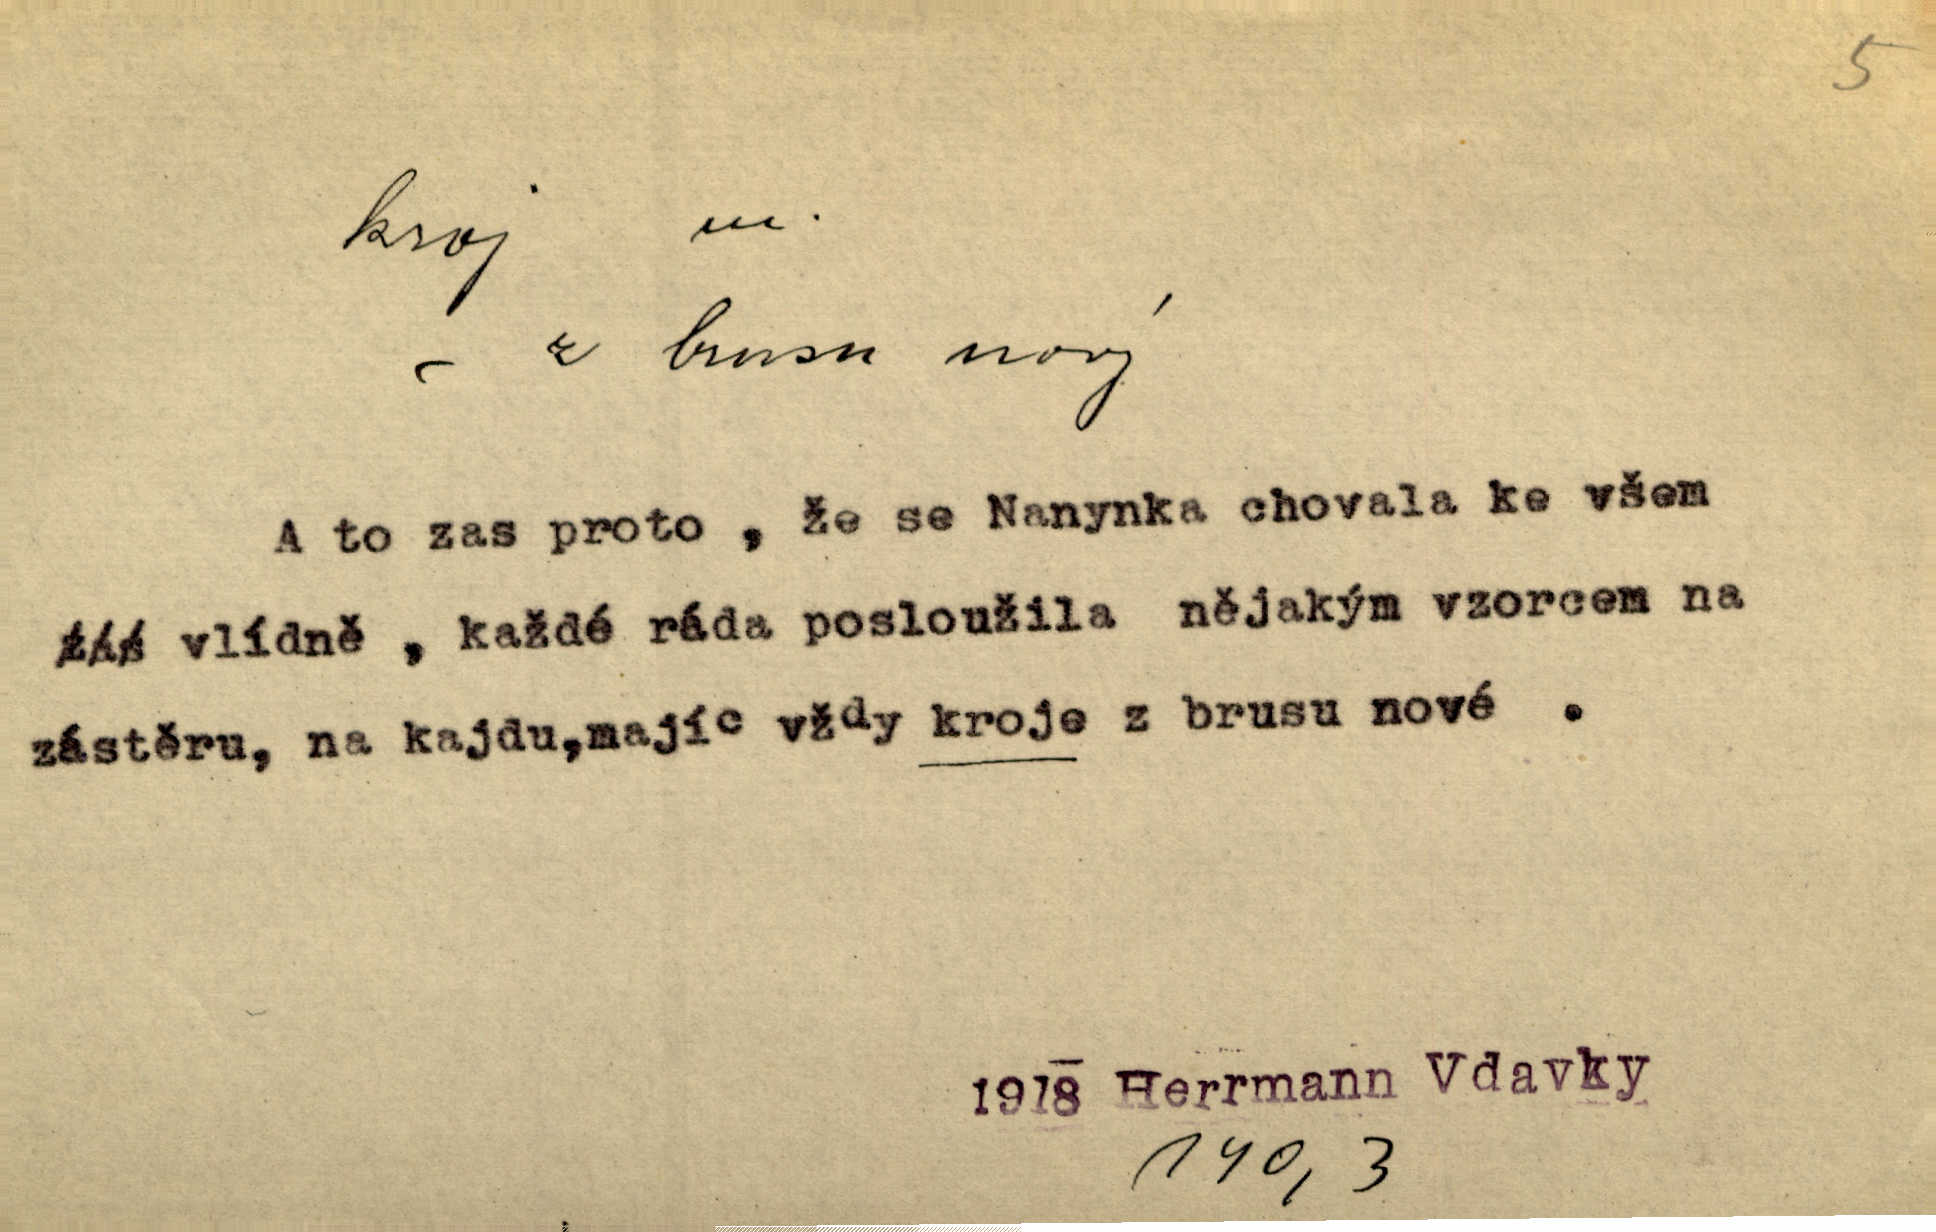 5
kroj m.
- z brusu nový
A to zas proto , že se Nanynka chovala ke všem
vlídně , každé ráda posloužila nějakým vzorcem na
zástěru, na kajdu,majíc vždy kroje z brusu nové .
1918 Herrmann Vdavky
140, 3